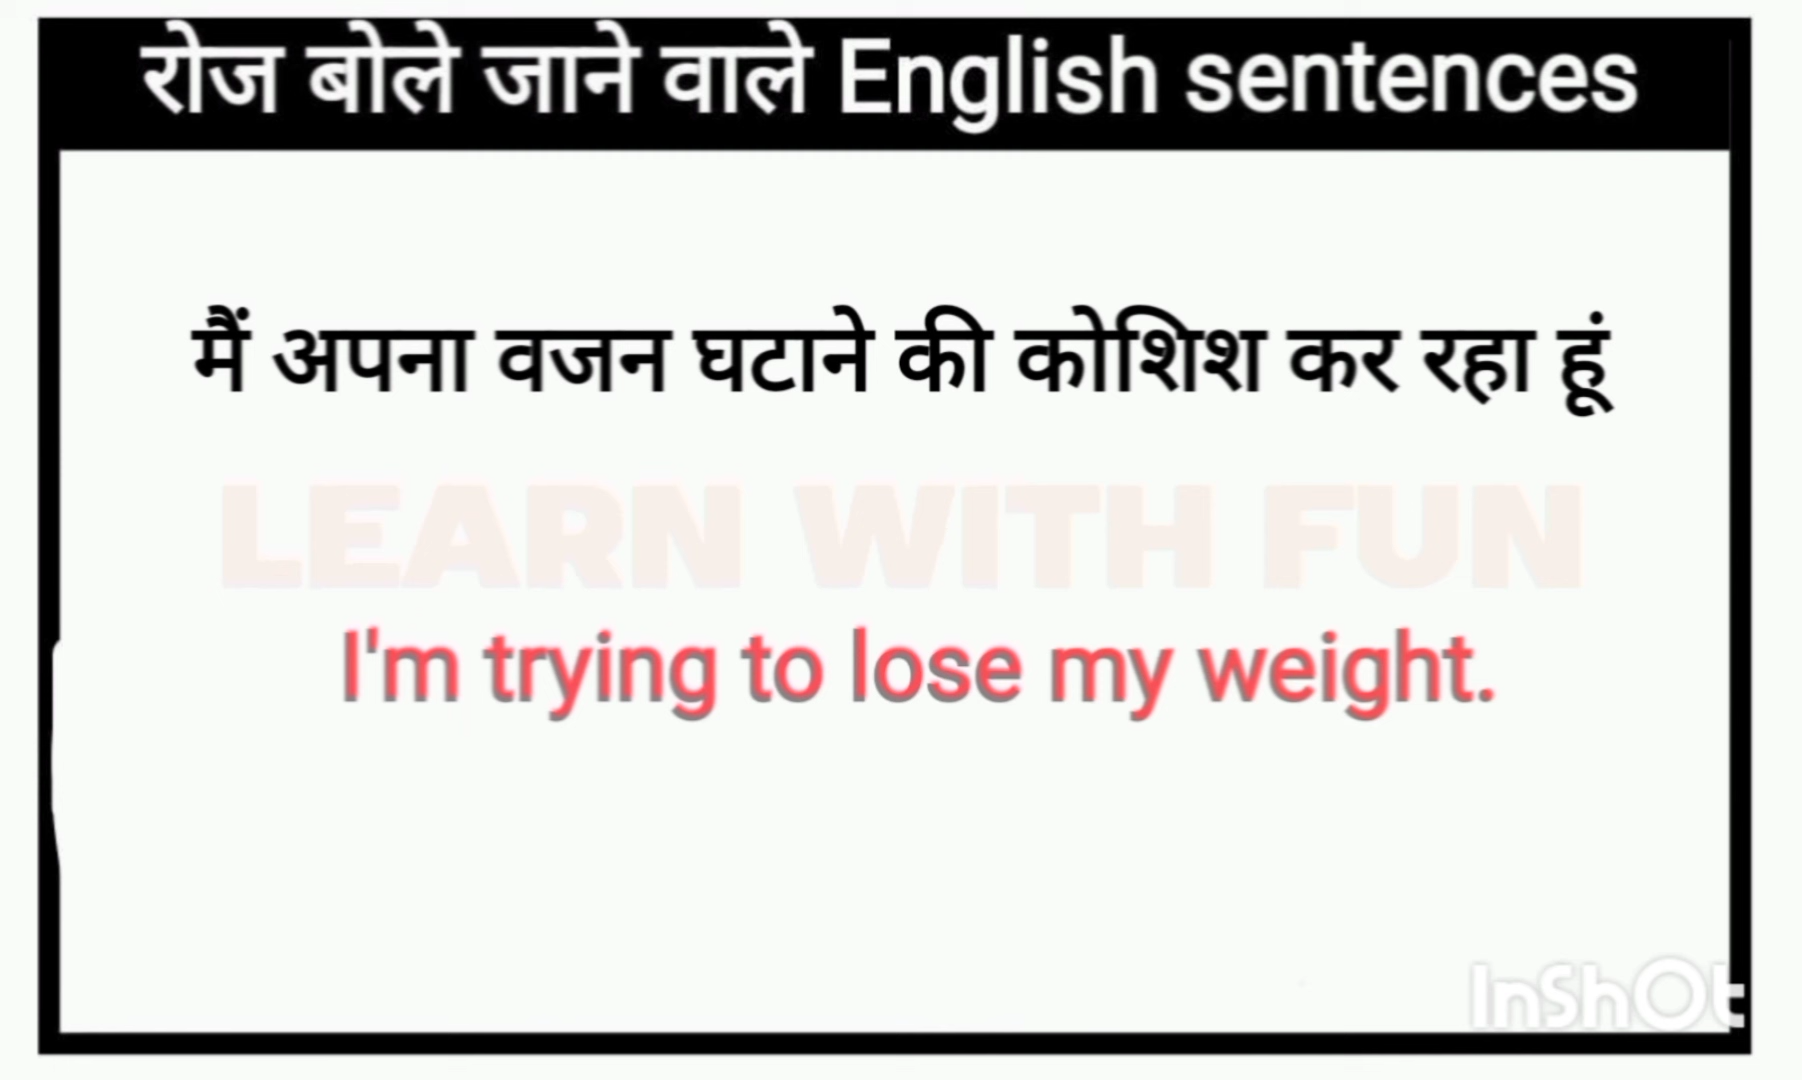 रोज बोले जाने वाले English sentences
मैं अपना वजन घटाने की कोशिश कर रहा हूं
LEARN WITH FUN
I'm trying to lose my weight.
InShOt